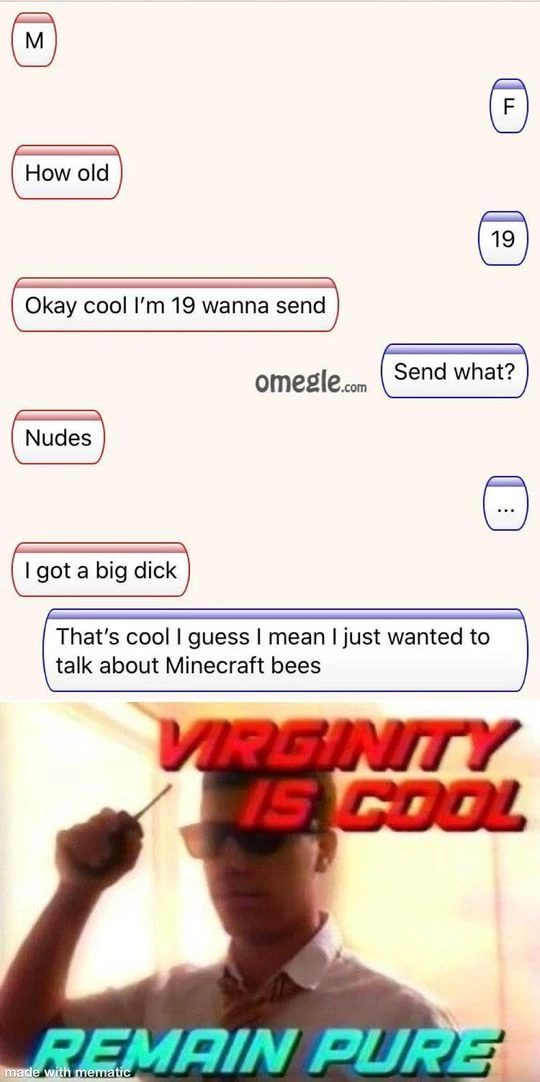 M
F
How old
19
Okay cool I’m 19 wanna send
Send what?
omegle.com
Nudes
...
I got a big dick
That’s cool I guess I mean I just wanted to
talk about Minecraft bees
VIRGINITY
IS COOL
REMAIN PURE
made with mematic